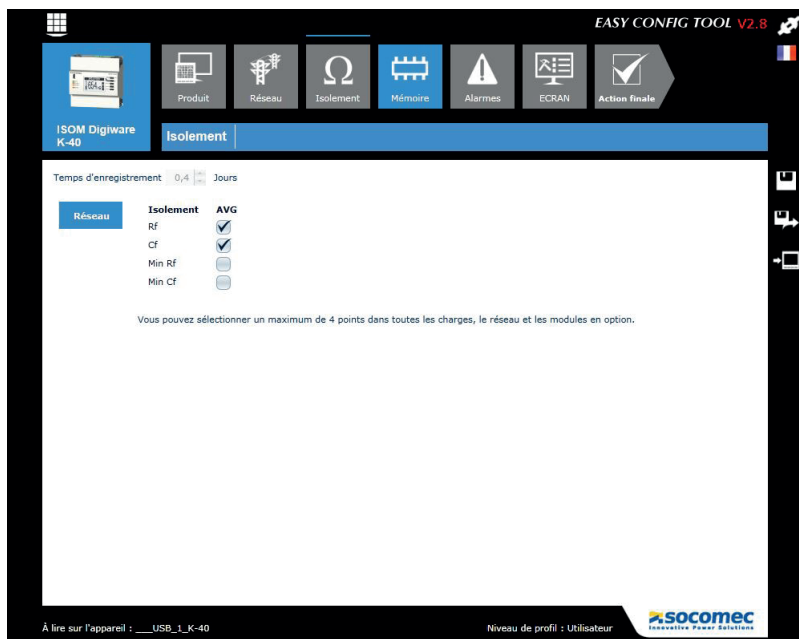 EASY CONFIG TOOL V2.8
Produit
Réseau
Isolement
Mémoire
Alarmes
ECRAN
Action finale
ISOM Digiware
K-40
Isolement
Temps d'enregistrement 0,4 Jours
Réseau
Isolement AVG
Rf
Cf
Min Rf
Min Cf
Vous pouvez sélectionner un maximum de 4 points dans toutes les charges, le réseau et les modules en option.
À lire sur l'appareil : ___USB_1_K-40
Niveau de profil : Utilisateur
socomec
Innovative Power Solutions